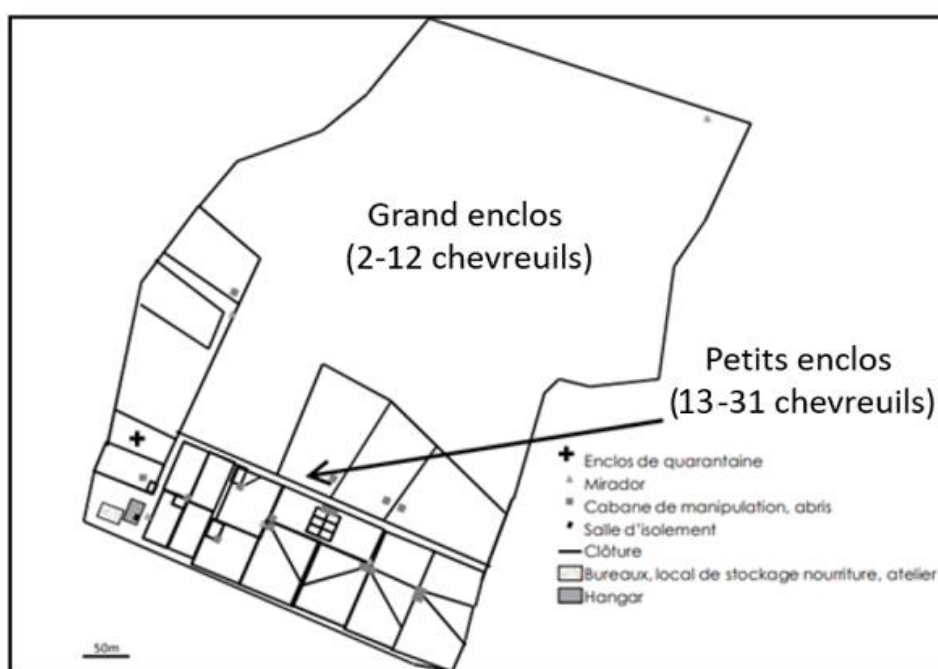 Grand enclos
(2-12 chevreuils)
Petits enclos
(13-31 chevreuils)
Enclos de quarantaine
Mirador
Cabane de manipulation, abris
Salle d'isolement
Clôture
Bureaux, local de stockage nourriture, atelier
Hangar
50m